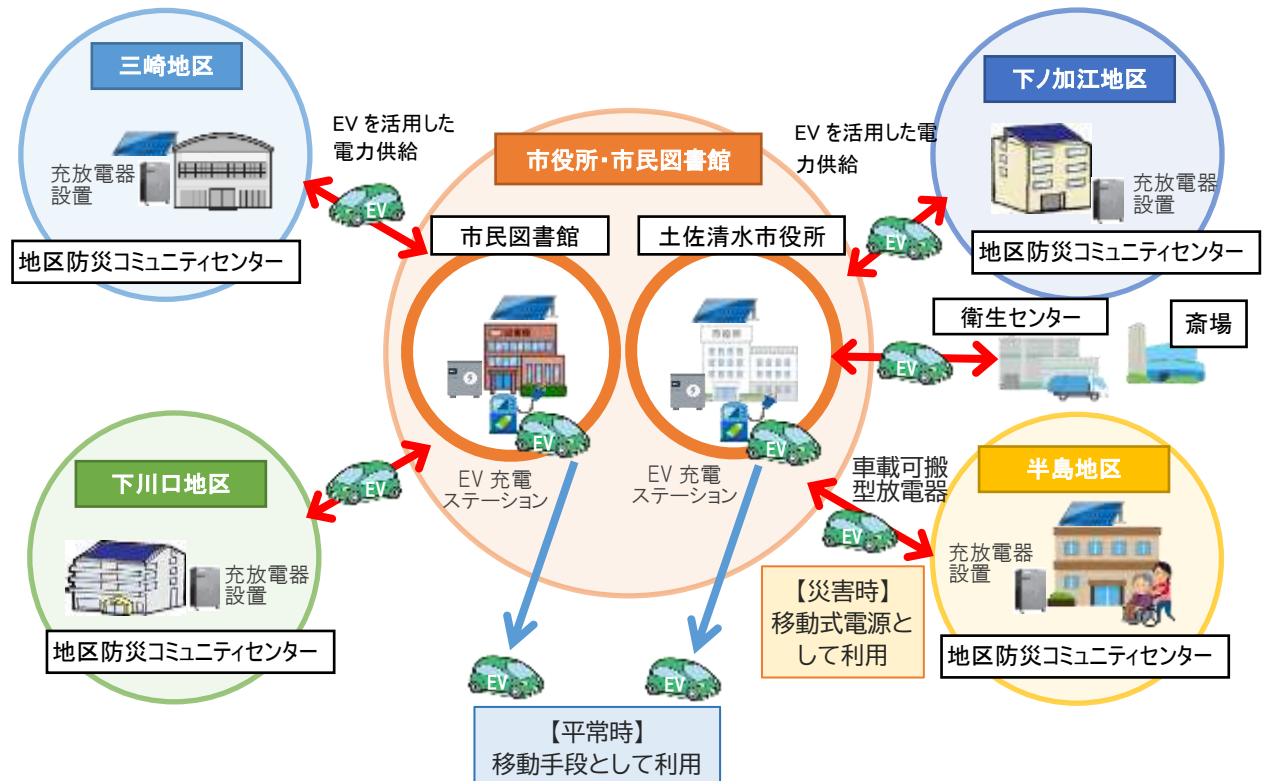 三崎地区
EV を活用した
電力供給
充放電器
設置
地区防災コミュニティセンター
EV
市役所・市民図書館
市民図書館
土佐清水市役所
図書館
市役所
EV
EV
EV 充電
ステーション
EV 充電
ステーション
EV を活用した電
力供給
EV
下ノ加江地区
充放電器
設置
地区防災コミュニティセンター
衛生センター
斎場
EV
下川口地区
充放電器
設置
地区防災コミュニティセンター
EV
車載可搬
型放電器
EV
半島地区
充放電器
設置
地区防災コミュニティセンター
【災害時】
移動式電源と
して利用
EV
EV
【平常時】
移動手段として利用